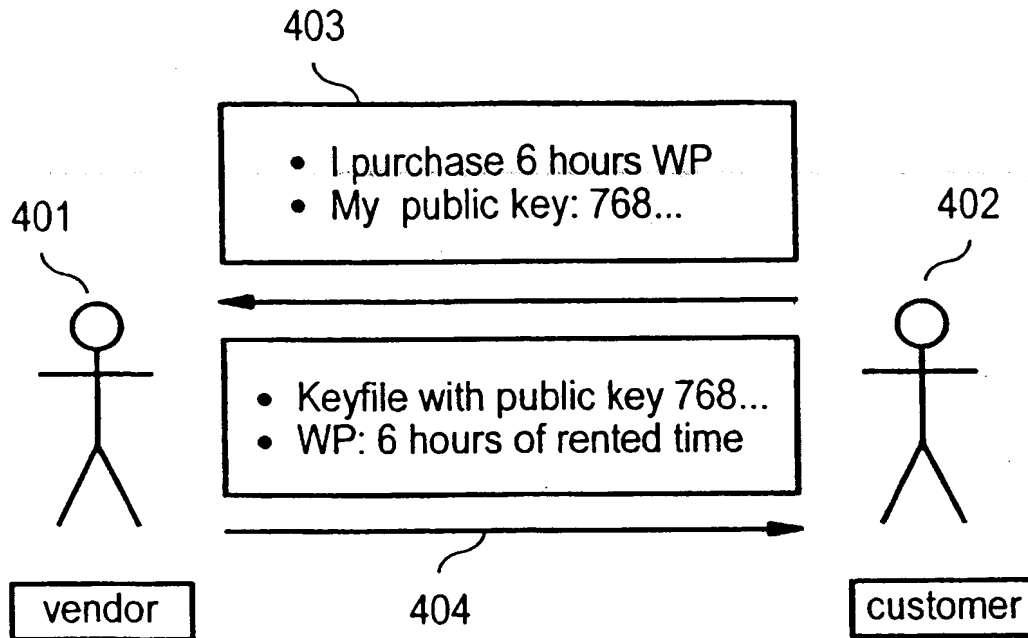 403
• I purchase 6 hours WP
• My public key: 768...
401
402
• Keyfile with public key 768...
• WP: 6 hours of rented time
404
vendor
customer